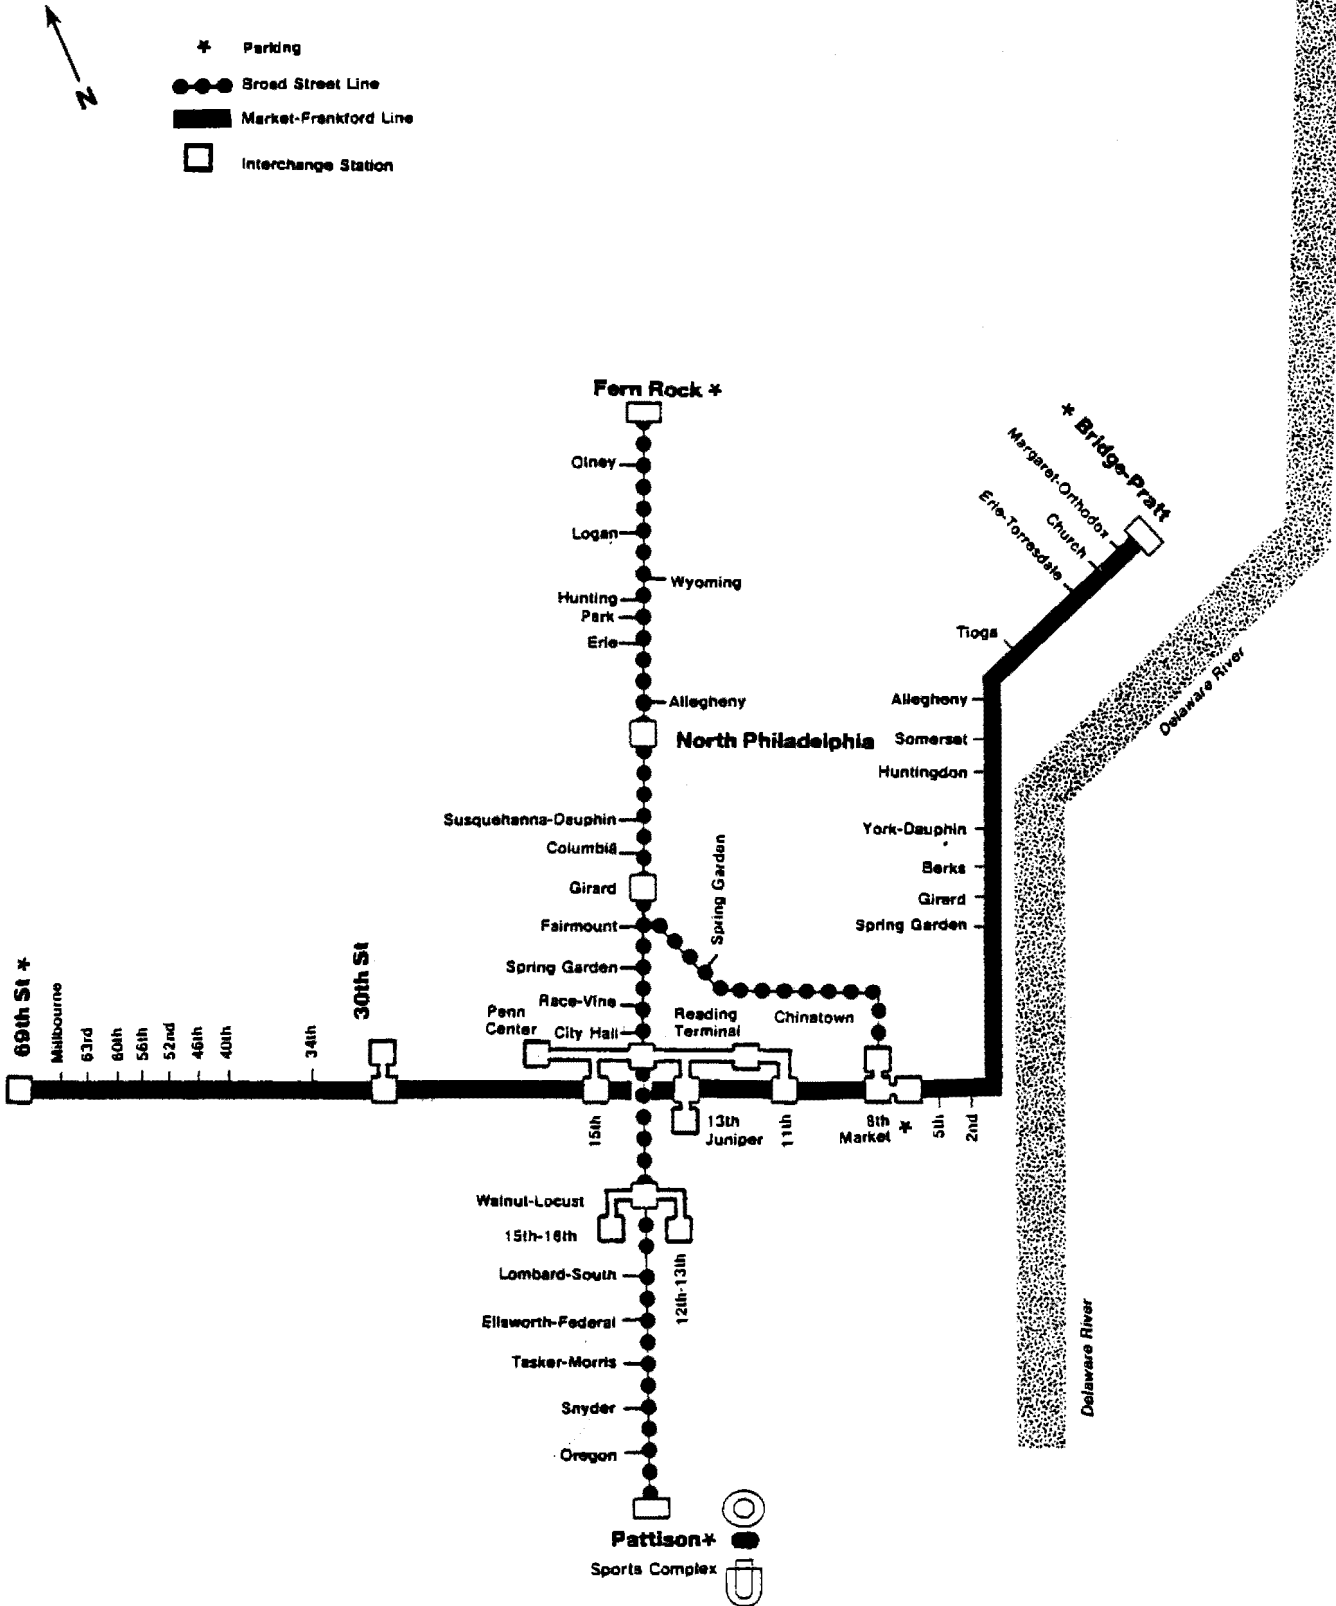 N
* Parking
Broad Street Line
Market-Frankford Line
Interchange Station
Fern Rock *
Olney
Logan
Wyoming
Hunting
Park
Erie
Allegheny
North Philadelphia
Susquehanna-Dauphin
Columbia
Girard
Fairmount
Spring Garden
Spring Garden
Race-Vine
City Hall
Penn
Center
Reading
Terminal
Chinatown
* Bridge-Pratt
Margaret-Orthodox
Church
Erie-Torresdale
Tioga
Allegheny
Somerset
Huntingdon
York-Dauphin
Berks
Girard
Spring Garden
Delaware River
69th St *
Millbourne
63rd
60th
56th
52nd
46th
40th
34th
30th St
15th
13th
Juniper
11th
8th
Market *
5th
2nd
Walnut-Locust
15th-16th
12th-13th
Lombard-South
Ellsworth-Federal
Tasker-Morris
Snyder
Oregon
Pattison*
Sports Complex
Delaware River